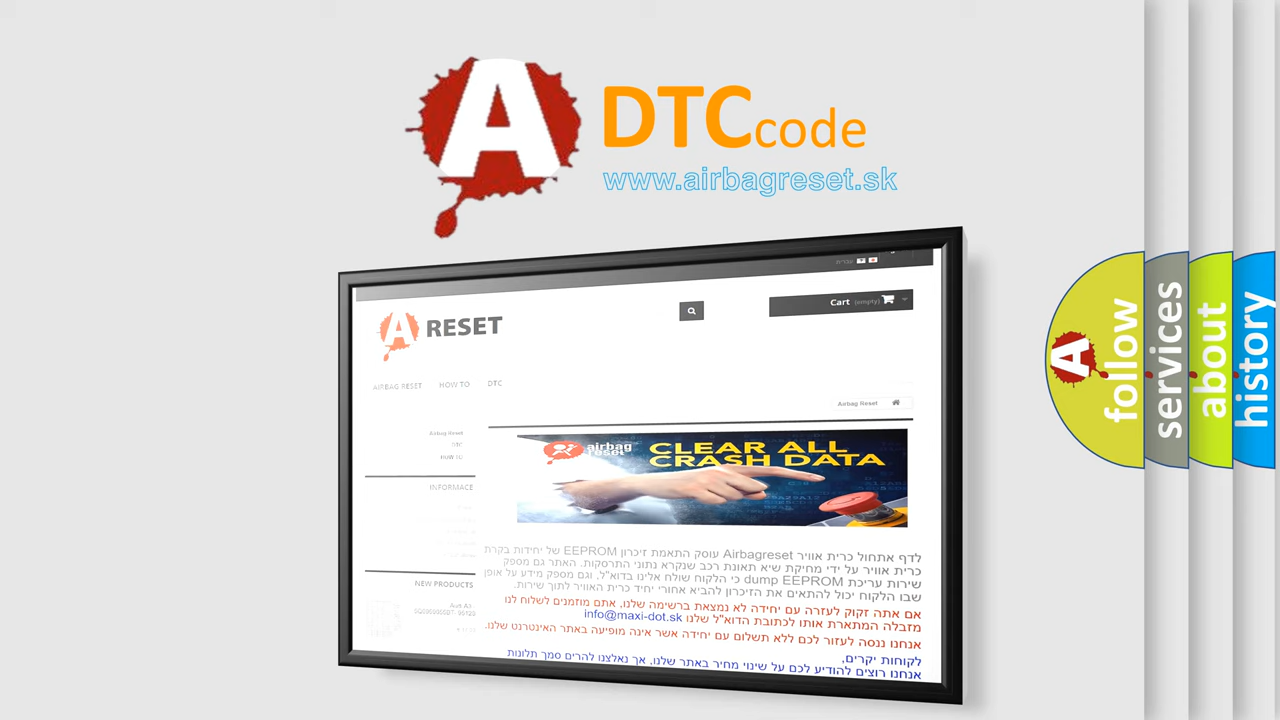 A DTC code
www.airbagreset.sk
עברית
A RESET
Cart (empty)
AIRBAG RESET HOW TO DTC
Airbag Reset
Airbag Reset
DTC
HOW TO
INFORMACE
NEW PRODUCTS
airbag reset
CLEAR ALL
CRASH DATA
לדף אתחול כרית אוויר Airbagreset עוסק התאמת זיכרון EEPROM של יחידות בקרת
כרית אוויר על ידי מחיקת שיא תאונת רכב שנקרא נתוני התרסקות. האתר גם מספק
שירות עריכת EEPROM dump כי הלקוח שולח אלינו בדוא"ל, וגם מספק מידע על אופן
שבו הלקוח יכול להתאים את הזיכרון להביא אחורי יחיד כרית האוויר לתוך שירות.
אם אתה זקוק לעזרה עם יחידה לא נמצאת ברשימה שלנו, אתם מוזמנים לשלוח לנו
מזבלה המתארת אותו לכתובת הדוא"ל שלנו info@maxi-dot.sk
אנחנו ננסה לעזור לכם ללא תשלום עם יחידה אשר אינה מופיעה באתר האינטרנט שלנו.
לקוחות יקרים,
אנחנו רוצים להודיע לכם על שינוי מחיר באתר שלנו, אך נאלצנו להרים סמך תלונות
follow
services
about
history